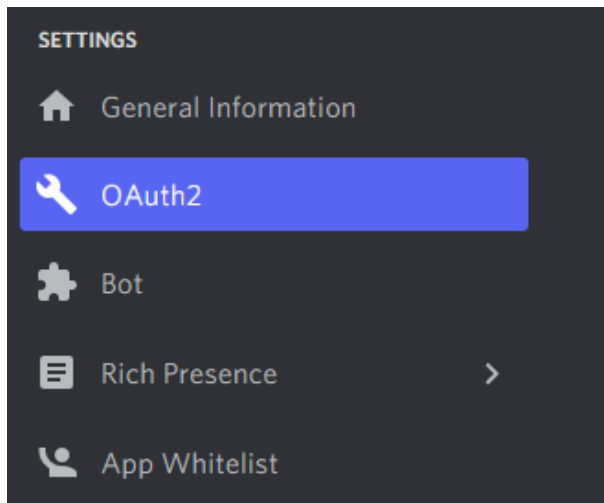 SETTINGS
General Information
OAuth2
Bot
Rich Presence
App Whitelist